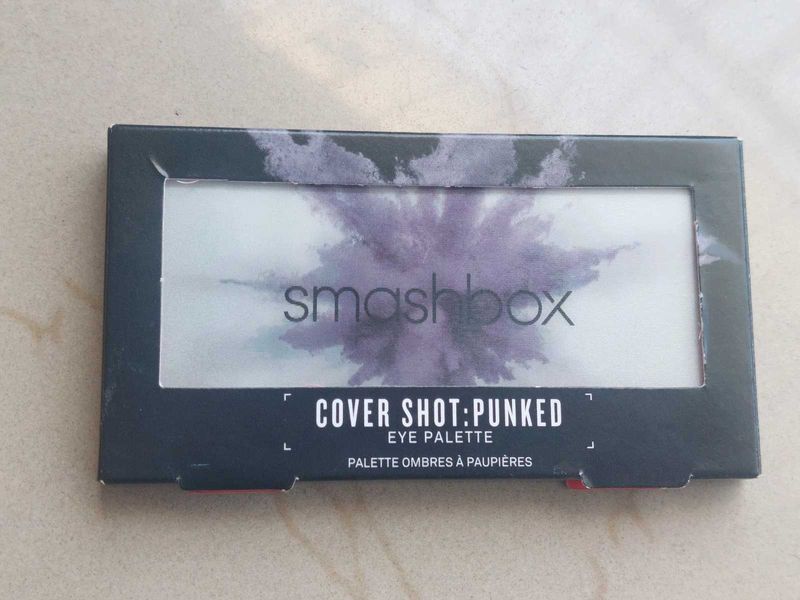 smashbox
COVER SHOT:PUNKED
EYE PALETTE
PALETTE OMBRES À PAUPIÈRES